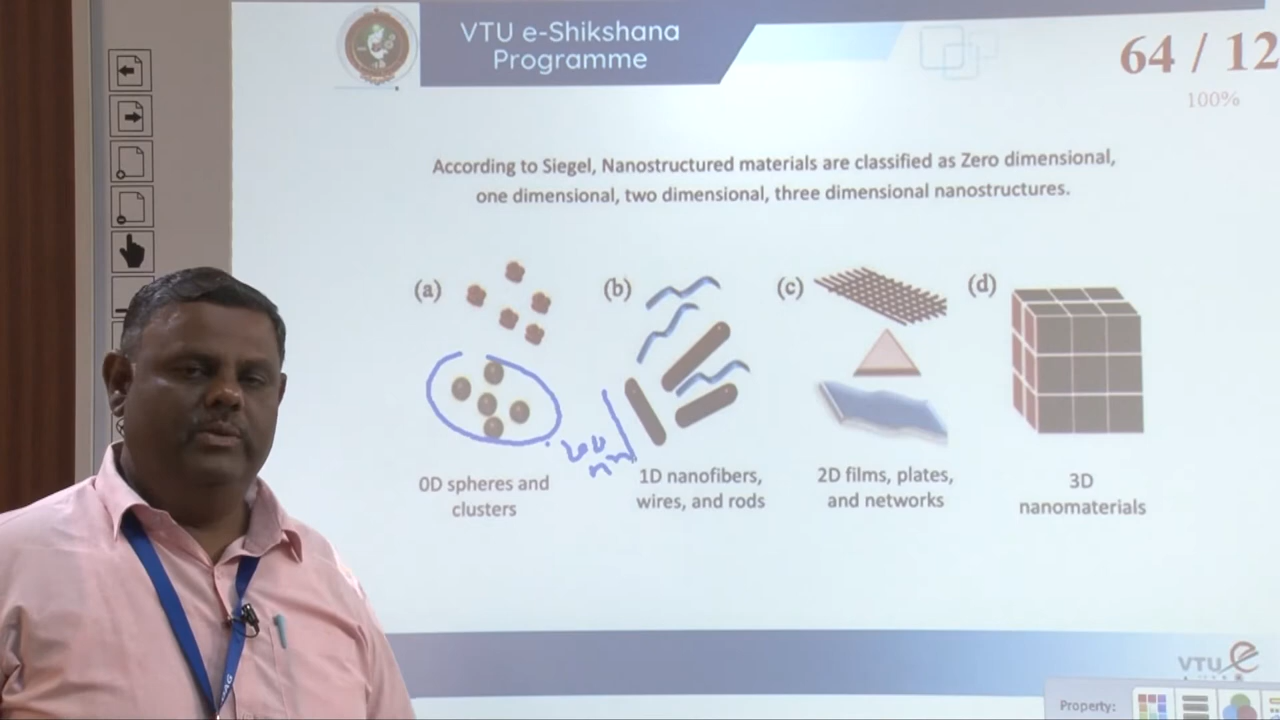 VTU e-Shikshana
Programme
64 / 12
100%
According to Siegel, Nanostructured materials are classified as Zero dimensional,
one dimensional, two dimensional, three dimensional nanostructures.
(a)
(b)
(c)
(d)
0D spheres and
clusters
1D nanofibers,
wires, and rods
2D films, plates,
and networks
3D
nanomaterials
VTU e
Property: